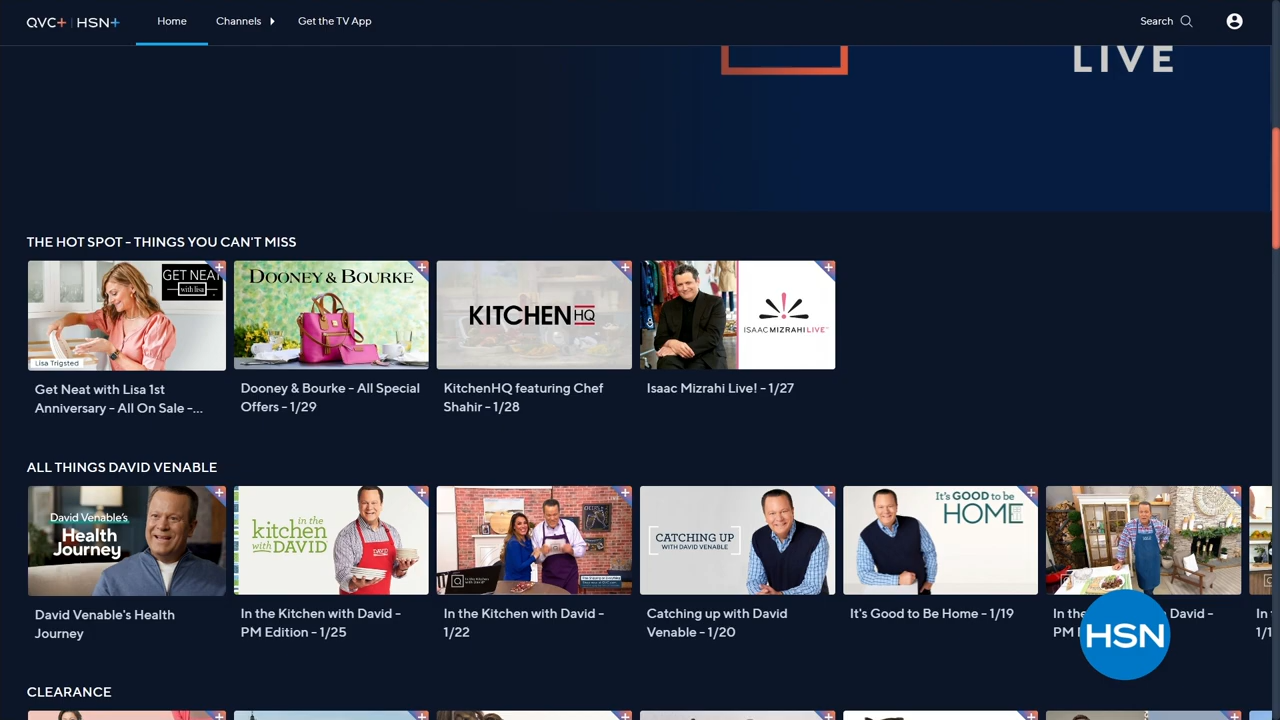 QVC+ | HSN+
Home
Channels
Get the TV App
Search
LIVE
THE HOT SPOT - THINGS YOU CAN'T MISS
GET NEAT
with lisa
Lisa Trigsted
DOONEY & BOURKE
KITCHEN HQ
ISAAC MIZRAHI LIVE
Get Neat with Lisa 1st
Anniversary - All On Sale -...
Dooney & Bourke - All Special
Offers - 1/29
KitchenHQ featuring Chef
Shahir - 1/28
Isaac Mizrahi Live! - 1/27
ALL THINGS DAVID VENABLE
David Venable's
Health
Journey
in the
kitchen
with DAVID
DAVID
CATCHING UP
WITH DAVID VENABLE
It's GOOD to be
HOME
David Venable's Health
Journey
In the Kitchen with David -
PM Edition - 1/25
In the Kitchen with David -
1/22
Catching up with David
Venable - 1/20
It's Good to Be Home - 1/19
In the
David -
PM
HSN
In
CLEARANCE